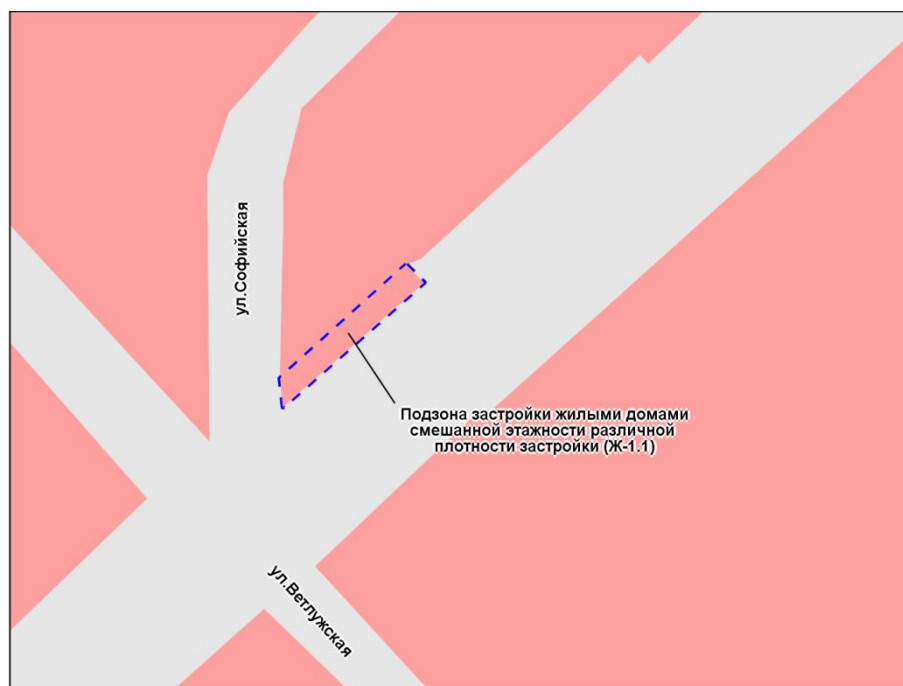 ул.Софийская
Подзона застройки жилыми домами
смешанной этажности различной
плотности застройки (Ж-1.1)
ул.Ветлужская